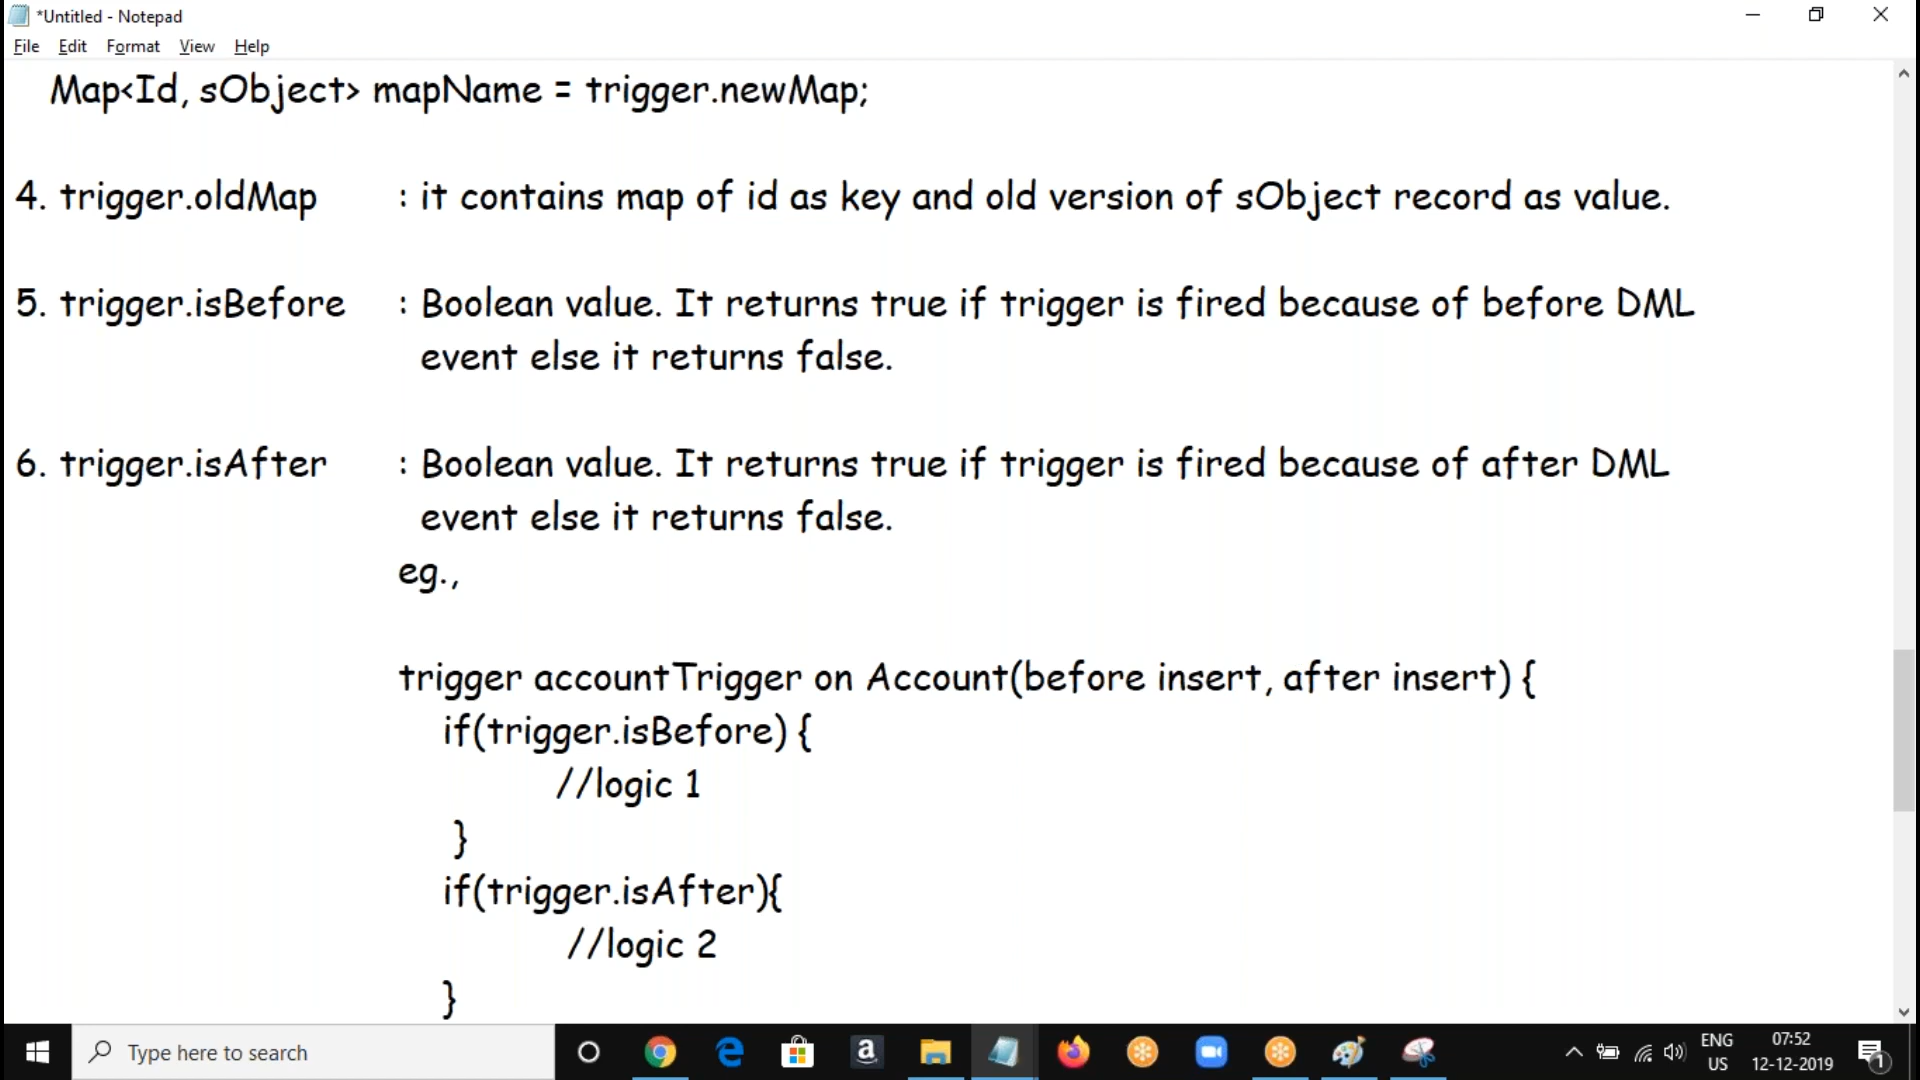 *Untitled - Notepad
File Edit Format View Help
Map<Id, sObject> mapName = trigger.newMap;
4. trigger.oldMap : it contains map of id as key and old version of sObject record as value.
5. trigger.isBefore : Boolean value. It returns true if trigger is fired because of before DML
event else it returns false.
6. trigger.isAfter : Boolean value. It returns true if trigger is fired because of after DML
event else it returns false.
eg.,
trigger accountTrigger on Account(before insert, after insert) {
if(trigger.isBefore) {
//logic 1
}
if(trigger.isAfter){
//logic 2
}
Type here to search
a
ENG
US
07:52
12-12-2019
1